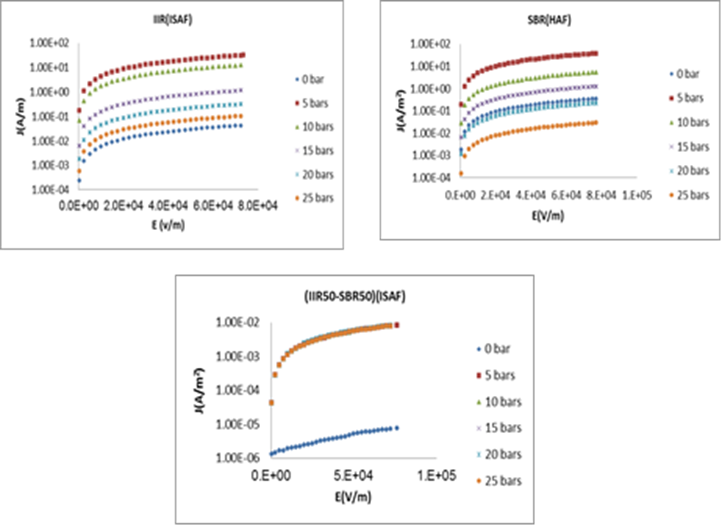 IIR(ISAF)
1.00E+02
1.00E+01
1.00E+00
1.00E-01
1.00E-02
1.00E-03
1.00E-04
J(A/m)
0.0E+00 2.0E+04 4.0E+04 6.0E+04 8.0E+04
E (v/m)
0 bar
5 bars
10 bars
15 bars
20 bars
25 bars
SBR(HAF)
1.00E+02
1.00E+01
1.00E+00
1.00E-01
1.00E-02
1.00E-03
1.00E-04
J(A/m²)
0.E+00 2.E+04 4.E+04 6.E+04 8.E+04 1.E+05
E(V/m)
0 bar
5 bars
10 bars
15 bars
20 bars
25 bars
(IIR50-SBR50)(ISAF)
1.00E-02
1.00E-03
1.00E-04
1.00E-05
1.00E-06
J(A/m²)
0.E+00 5.E+04 1.E+05
E(V/m)
0 bar
5 bars
10 bars
15 bars
20 bars
25 bars